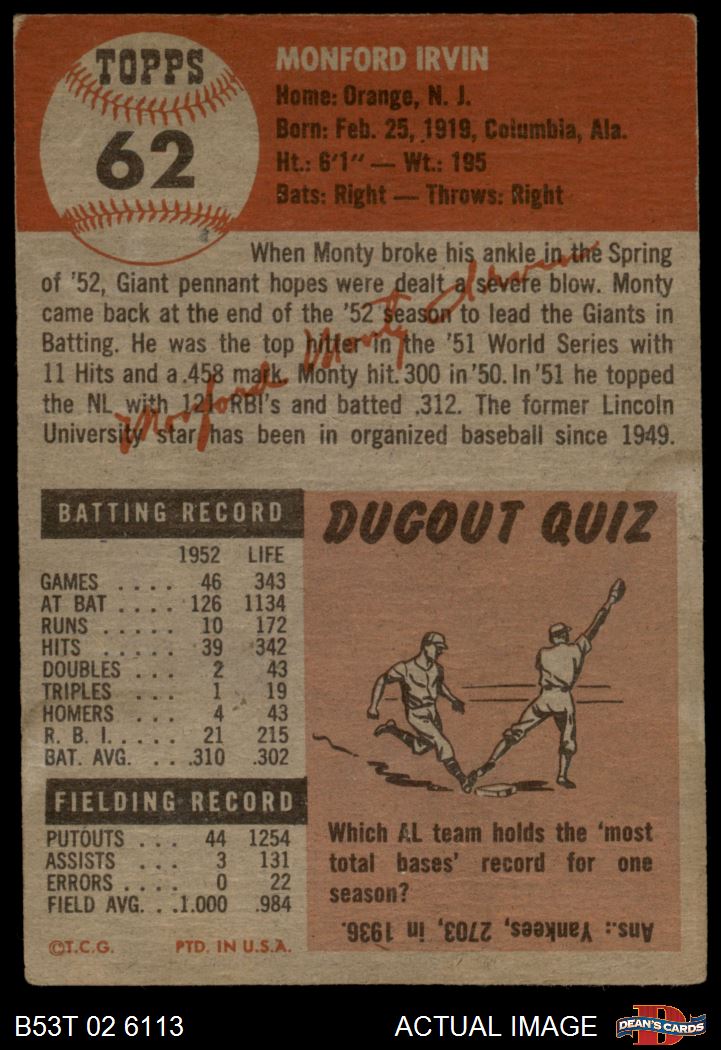 TOPPS
62
MONFORD IRVIN
Home: Orange, N. J.
Born: Feb. 25, 1919, Columbia, Ala.
Ht.: 6'1" — Wt.: 195
Bats: Right — Throws: Right
When Monty broke his ankle in the Spring
of '52, Giant pennant hopes were dealt a severe blow. Monty
came back at the end of the '52 season to lead the Giants in
Batting. He was the top hitter in the '51 World Series with
11 Hits and a .458 mark. Monty hit .300 in '50. In '51 he topped
the NL with 121 RBI's and batted .312. The former Lincoln
University star has been in organized baseball since 1949.
Monford Monty Irvin
BATTING RECORD
1952 LIFE
GAMES .... 46 343
AT BAT .... 126 1134
RUNS ..... 10 172
HITS ..... 39 342
DOUBLES ... 2 43
TRIPLES ... 1 19
HOMERS ... 4 43
R. B. I. .... 21 215
BAT. AVG. ... .310 .302
FIELDING RECORD
PUTOUTS ... 44 1254
ASSISTS ... 3 131
ERRORS .... 0 22
FIELD AVG. . .1.000 .984
©T.C.G. PTD. IN U.S.A.
DUGOUT QUIZ
Which AL team holds the 'most
total bases' record for one
season?
Ans.: Yankees, 2703, in 1936.
B53T 02 6113
ACTUAL IMAGE
D
DEAN'S CARDS